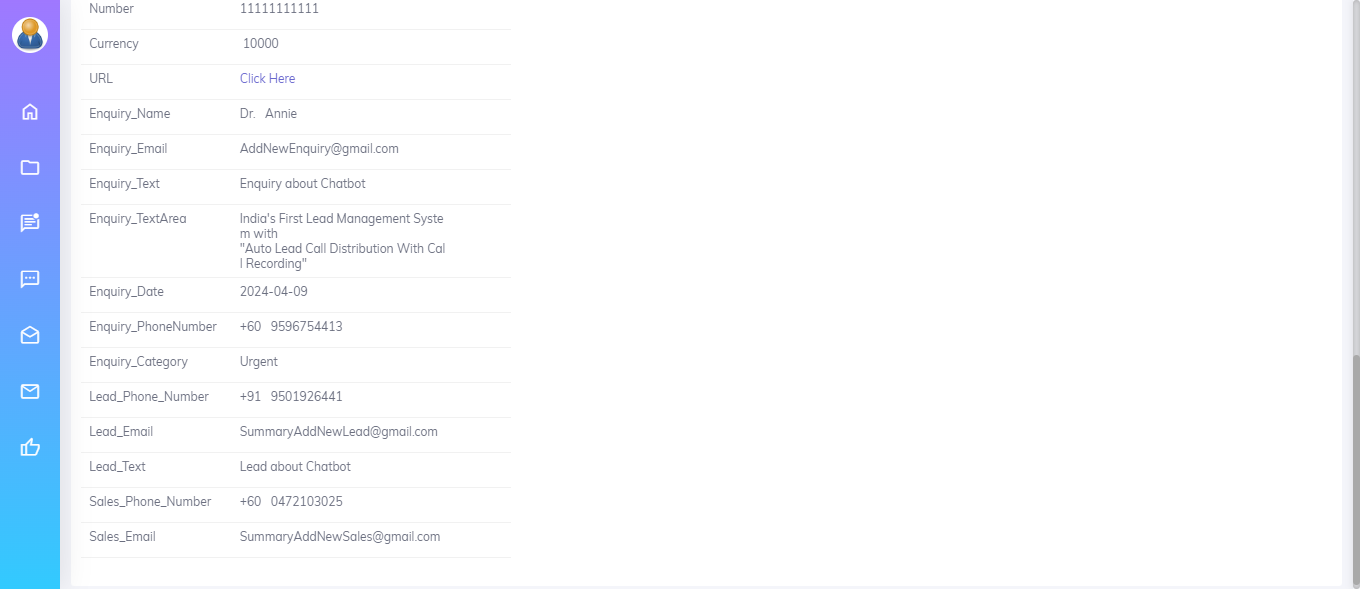 Number 11111111111
Currency 10000
URL Click Here
Enquiry_Name Dr. Annie
Enquiry_Email AddNewEnquiry@gmail.com
Enquiry_Text Enquiry about Chatbot
Enquiry_TextArea India's First Lead Management Syste
m with
"Auto Lead Call Distribution With Cal
l Recording"
Enquiry_Date 2024-04-09
Enquiry_PhoneNumber +60 9596754413
Enquiry_Category Urgent
Lead_Phone_Number +91 9501926441
Lead_Email SummaryAddNewLead@gmail.com
Lead_Text Lead about Chatbot
Sales_Phone_Number +60 0472103025
Sales_Email SummaryAddNewSales@gmail.com